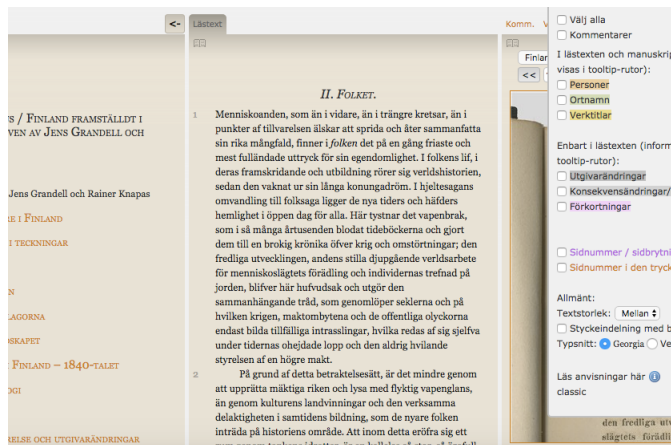 <-
Lästext
Komm.
S / FINLAND FRAMSTÄLLDT I
VEN AV JENS GRANDELL OCH
Jens Grandell och Rainer Knapas
RE I FINLAND
I TECKNINGAR
N
LAGORNA
DSKAPET
FINLAND – 1840-TALET
OGI
RELSE OCH UTGIVARÄNDRINGAR
II. FOLKET.
1
Menniskoanden, som än i vidare, än i trängre kretsar, än i
punkter af tillvarelsen älskar att sprida och åter sammanfatta
sin rika mångfald, finner i folken det på en gång friaste och
mest fulländade uttryck för sin egendomlighet. I folkens lif, i
deras framskridande och utbildning rörer sig verldshistorien,
sedan den vaknat ur sin långa konungadröm. I hjeltesagans
omvandling till folksaga ligger de nya tiders och häfders
hemlighet i öppen dag för alla. Här tystnar det vapenbrak,
som i så många årtusenden blodat tideböckerna och gjort
dem till en brokig krönika öfver krig och omstörtningar; den
fredliga utvecklingen, andens stilla djupgående verldsarbete
för menniskoslägtets förädling och individernas trefnad på
jorden, blifver här hufvudsak och utgör den
sammanhängande tråd, som genomlöper seklerna och på
hvilken krigen, maktombytena och de offentliga olyckorna
endast bilda tillfälliga intrasslingar, hvilka redas af sig sjelfva
under tidernas ohejdade lopp och den aldrig hvilande
styrelsen af en högre makt.
2
På grund af detta betraktelsesätt, är det mindre genom
att upprätta mäktiga riken och lysa med flyktig vapenglans,
än genom kulturens landvinningar och den verksamma
delaktigheten i samtidens bildning, som de nyare folken
inträda på historiens område. Att inom detta eröfra sig ett
Finlar
<<
Välj alla
Kommentarer
I lästexten och manuskrip
visas i tooltip-rutor):
Personer
Ortnamn
Verktitlar
Enbart i lästexten (inform
tooltip-rutor):
Utgivarändringar
Konsekvensändringar/
Förkortningar
Sidnummer / sidbrytni
Sidnummer i den tryck
Allmänt:
Textstorlek: Mellan
Styckeindelning med b
Typsnitt: Georgia Ve
Läs anvisningar här i
classic
den fredliga ut
slägtets förädli